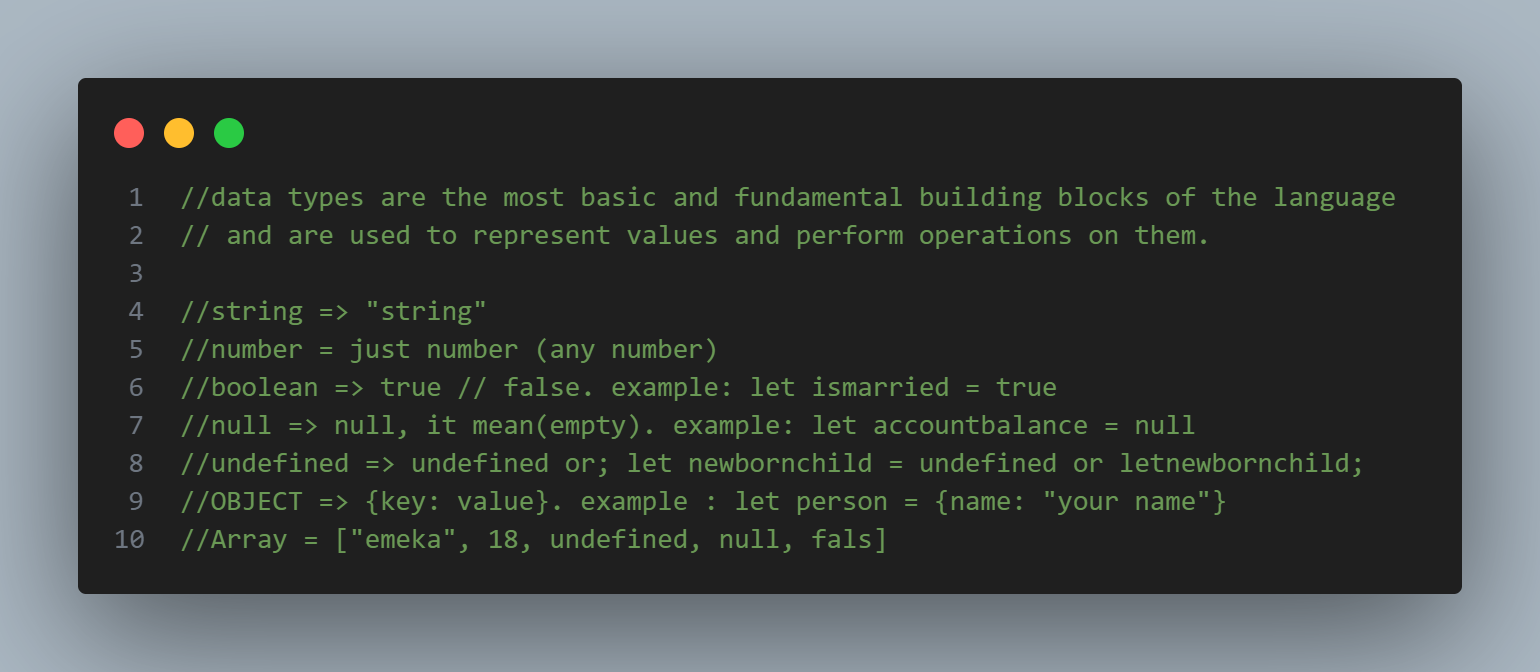 1 //data types are the most basic and fundamental building blocks of the language
2 // and are used to represent values and perform operations on them.
3
4 //string => "string"
5 //number = just number (any number)
6 //boolean => true // false. example: let ismarried = true
7 //null => null, it mean(empty). example: let accountbalance = null
8 //undefined => undefined or; let newbornchild = undefined or letnewbornchild;
9 //OBJECT => {key: value}. example : let person = {name: "your name"}
10 //Array = ["emeka", 18, undefined, null, fals]